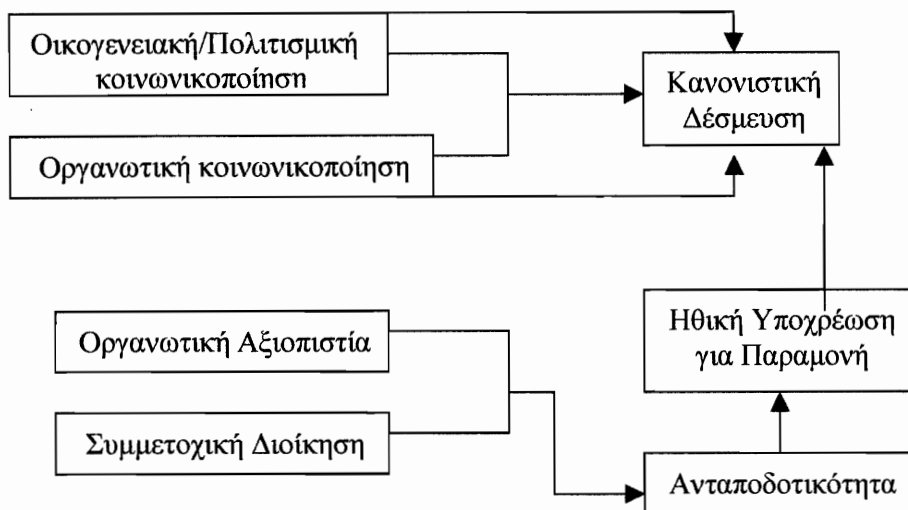 Οικογενειακή/Πολιτισμική
κοινωνικοποίηση
Κανονιστική
Δέσμευση
Οργανωτική κοινωνικοποίηση
Οργανωτική Αξιοπιστία
Ηθική Υποχρέωση
για Παραμονή
Συμμετοχική Διοίκηση
Ανταποδοτικότητα